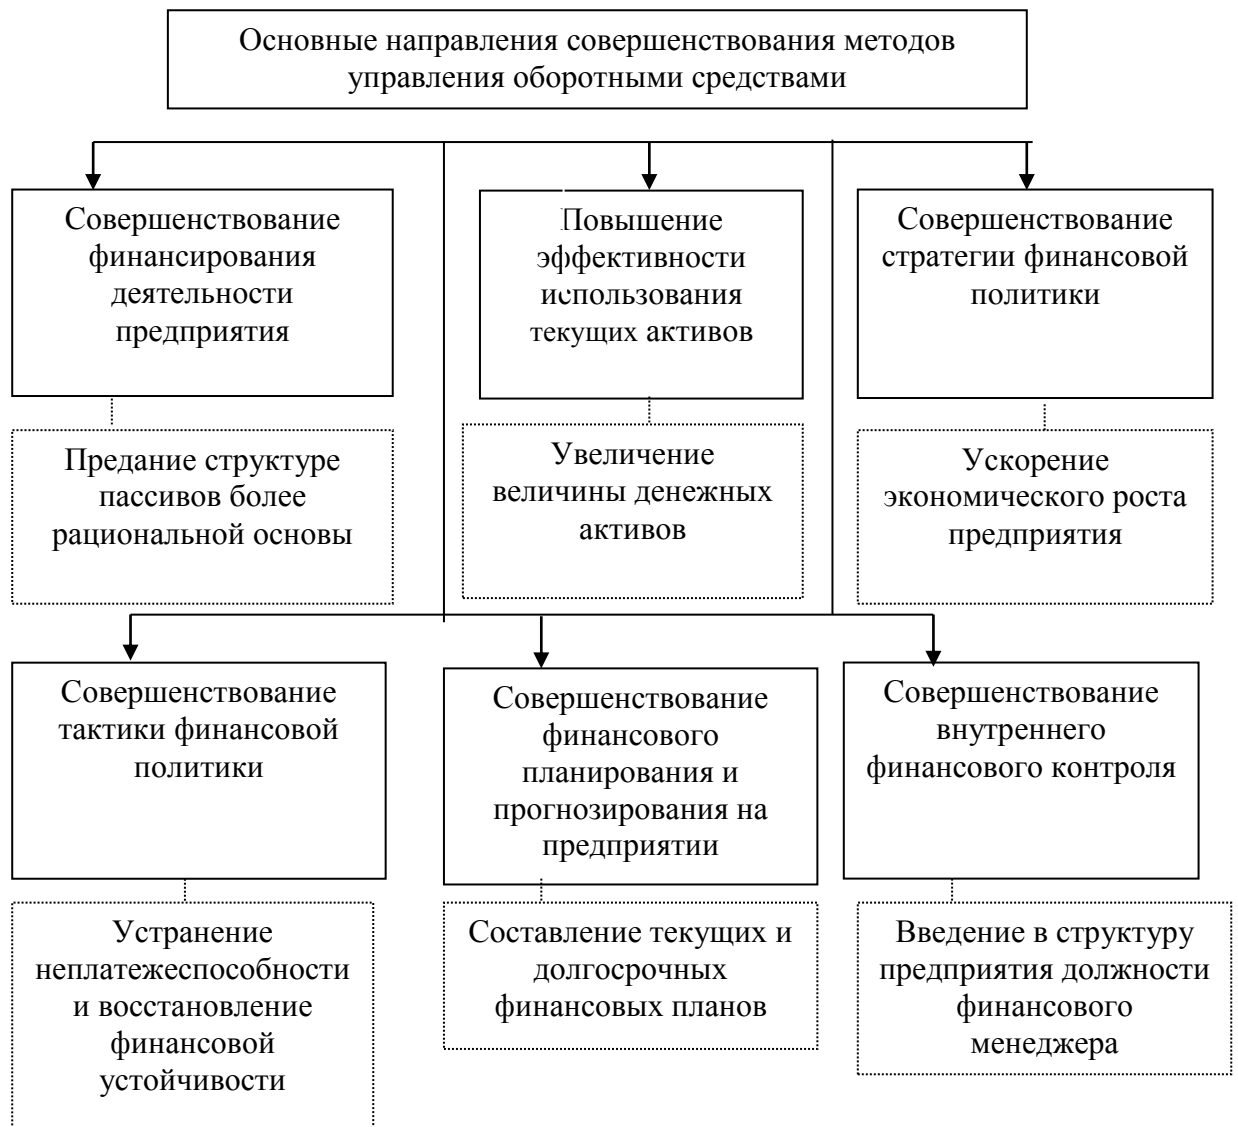 Основные направления совершенствования методов
управления оборотными средствами
Совершенствование
финансирования
деятельности
предприятия
Повышение
эффективности
использования
текущих активов
Совершенствование
стратегии финансовой
политики
Предание структуре
пассивов более
рациональной основы
Увеличение
величины денежных
активов
Ускорение
экономического роста
предприятия
Совершенствование
тактики финансовой
политики
Совершенствование
финансового
планирования и
прогнозирования на
предприятии
Совершенствование
внутреннего
финансового контроля
Устранение
неплатежеспособности
и восстановление
финансовой
устойчивости
Составление текущих и
долгосрочных
финансовых планов
Введение в структуру
предприятия должности
финансового
менеджера